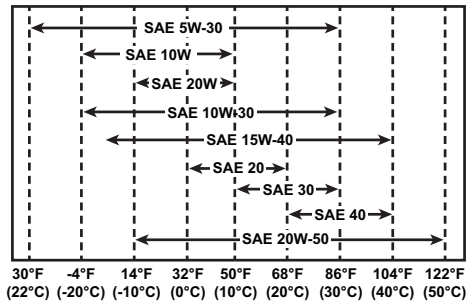 SAE 5W-30
SAE 10W
SAE 20W
SAE 10W-30
SAE 15W-40
SAE 20
SAE 30
SAE 40
SAE 20W-50
30°F -4°F 14°F 32°F 50°F 68°F 86°F 104°F 122°F
(22°C) (-20°C) (-10°C) (0°C) (10°C) (20°C) (30°C) (40°C) (50°C)